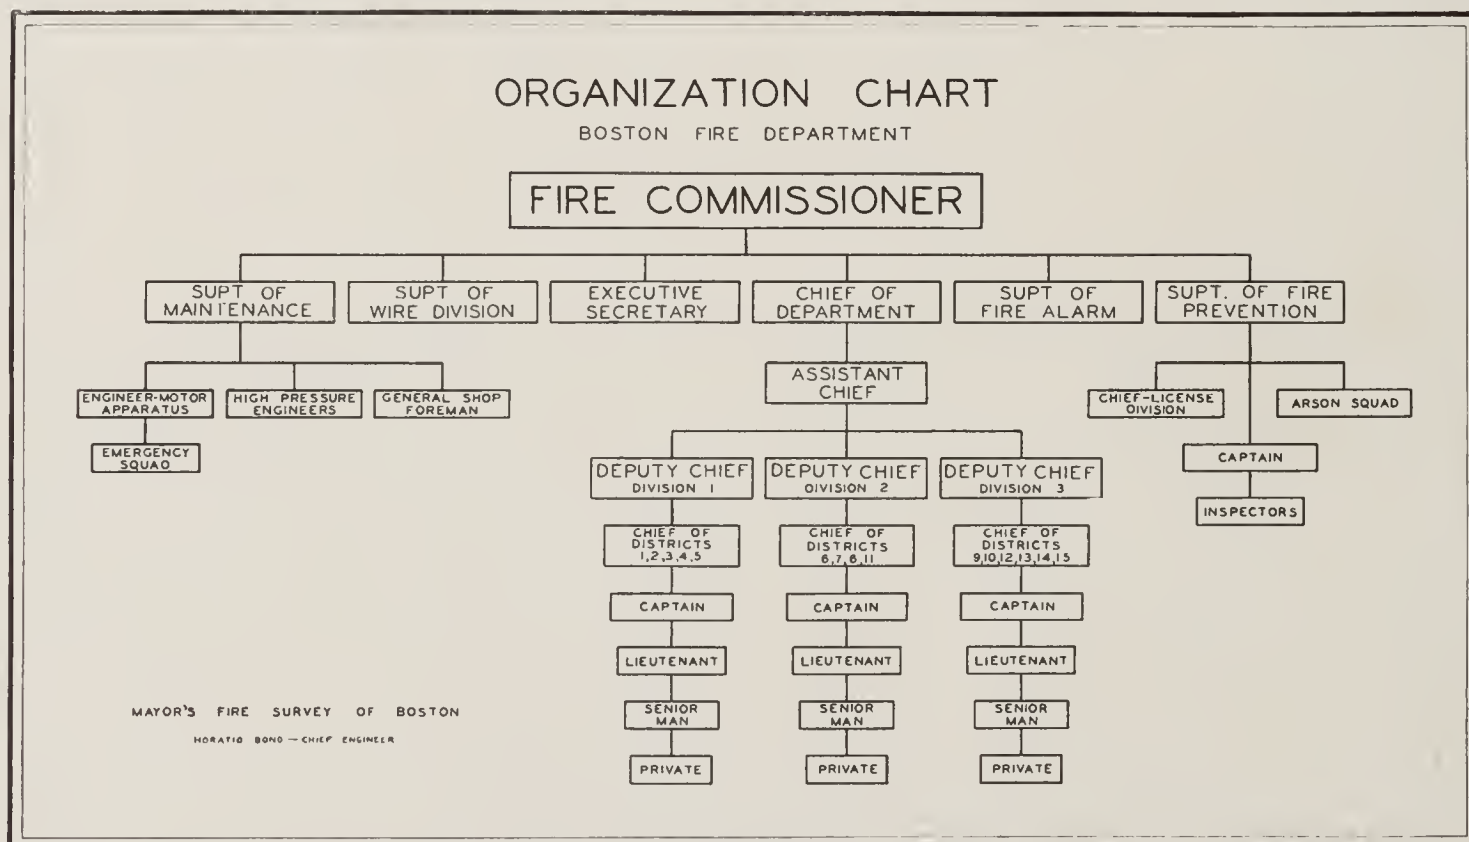 ORGANIZATION CHART
BOSTON FIRE DEPARTMENT
FIRE COMMISSIONER
SUPT OF
MAINTENANCE
SUPT OF
WIRE DIVISION
EXECUTIVE
SECRETARY
CHIEF OF
DEPARTMENT
SUPT OF
FIRE ALARM
SUPT. OF FIRE
PREVENTION
ENGINEER-MOTOR
APPARATUS
HIGH PRESSURE
ENGINEERS
GENERAL SHOP
FOREMAN
ASSISTANT
CHIEF
CHIEF-LICENSE
DIVISION
ARSON SQUAD
EMERGENCY
SQUAD
CAPTAIN
INSPECTORS
DEPUTY CHIEF
DIVISION 1
DEPUTY CHIEF
DIVISION 2
DEPUTY CHIEF
DIVISION 3
CHIEF OF
DISTRICTS
1,2,3,4,5
CHIEF OF
DISTRICTS
6,7,6,11
CHIEF OF
DISTRICTS
9,10,12,13,14,15
CAPTAIN
CAPTAIN
CAPTAIN
LIEUTENANT
LIEUTENANT
LIEUTENANT
SENIOR
MAN
SENIOR
MAN
SENIOR
MAN
PRIVATE
PRIVATE
PRIVATE
MAYOR'S FIRE SURVEY OF BOSTON
HORATIO BOND — CHIEF ENGINEER